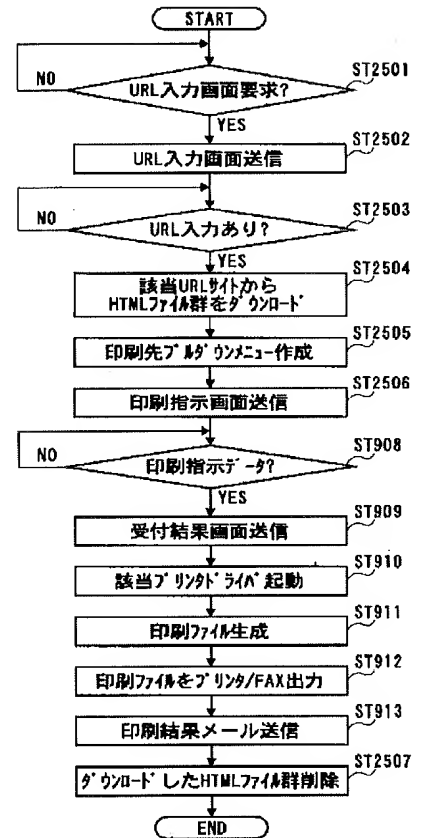 START
ST2501
URL入力画面要求?
NO
YES
ST2502
URL入力画面送信
ST2503
NO
URL入力あり?
YES
ST2504
該当URLサイトから
HTMLファイル群をダウンロード
ST2505
印刷先プルダウンメニュー作成
ST2506
印刷指示画面送信
ST908
NO
印刷指示データ?
YES
ST909
受付結果画面送信
ST910
該当プリンタドライバ起動
ST911
印刷ファイル生成
ST912
印刷ファイルをプリンタ/FAX出力
ST913
印刷結果メール送信
ST2507
ダウンロードしたHTMLファイル群削除
END